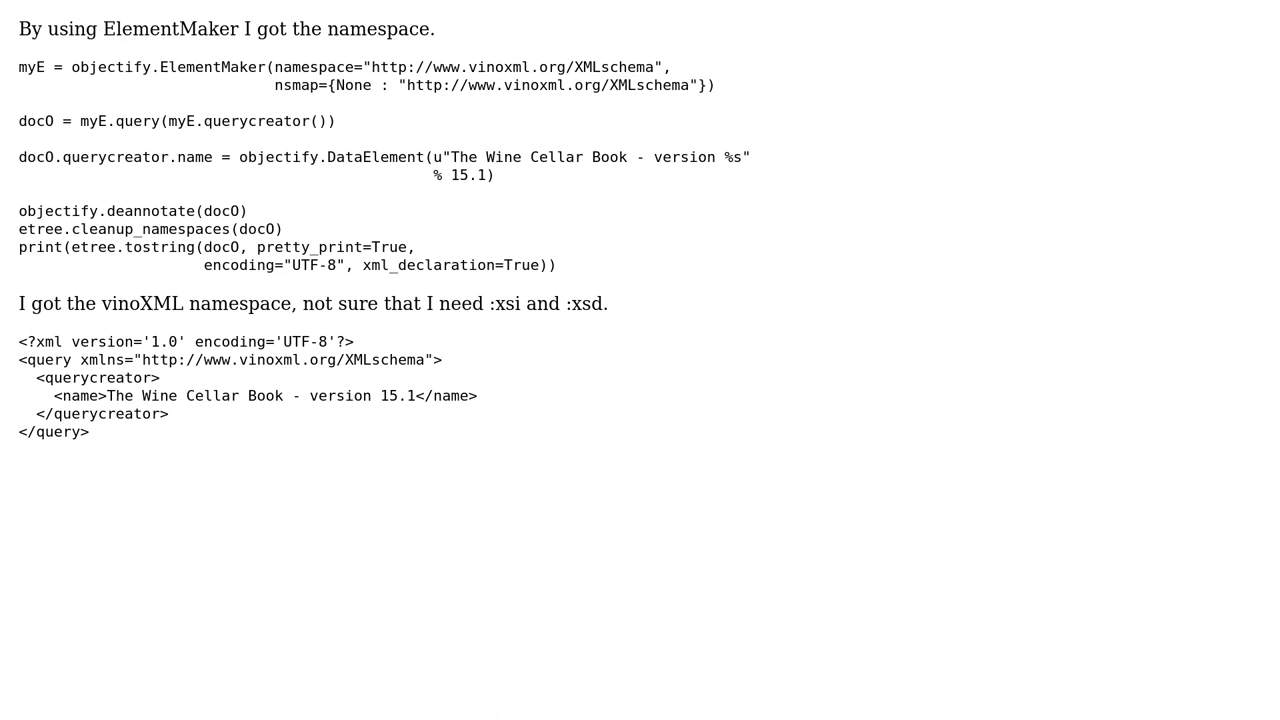 By using ElementMaker I got the namespace.
myE = objectify.ElementMaker(namespace="http://www.vinoxml.org/XMLschema",
                             nsmap={None : "http://www.vinoxml.org/XMLschema"})
docO = myE.query(myE.querycreator())
docO.querycreator.name = objectify.DataElement(u"The Wine Cellar Book - version %s"
                                               % 15.1)
objectify.deannotate(docO)
etree.cleanup_namespaces(docO)
print(etree.tostring(docO, pretty_print=True,
                     encoding="UTF-8", xml_declaration=True))
I got the vinoXML namespace, not sure that I need :xsi and :xsd.
<?xml version='1.0' encoding='UTF-8'?>
<query xmlns="http://www.vinoxml.org/XMLschema">
  <querycreator>
    <name>The Wine Cellar Book - version 15.1</name>
  </querycreator>
</query>